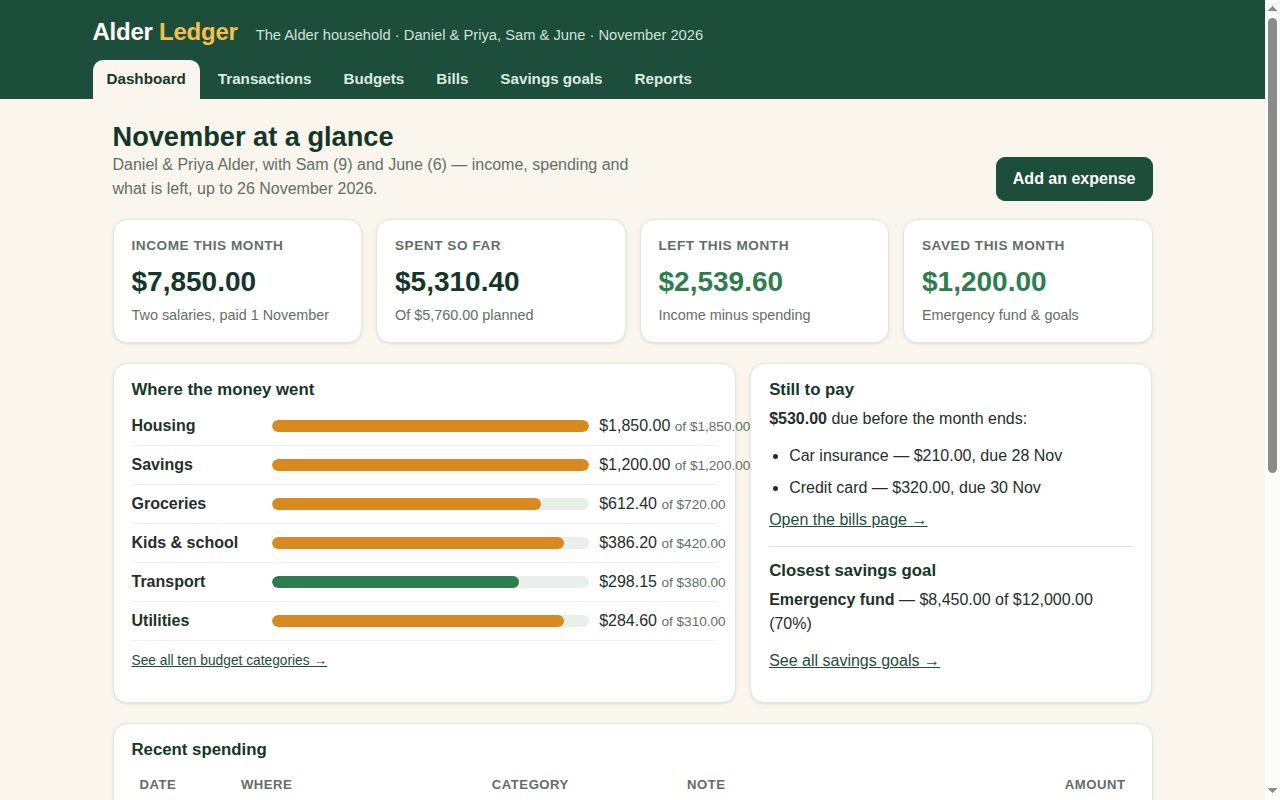 Alder Ledger The Alder household · Daniel & Priya, Sam & June · November 2026
Dashboard Transactions Budgets Bills Savings goals Reports
November at a glance
Daniel & Priya Alder, with Sam (9) and June (6) — income, spending and
what is left, up to 26 November 2026.
Add an expense
INCOME THIS MONTH
$7,850.00
Two salaries, paid 1 November
SPENT SO FAR
$5,310.40
Of $5,760.00 planned
LEFT THIS MONTH
$2,539.60
Income minus spending
SAVED THIS MONTH
$1,200.00
Emergency fund & goals
Where the money went
Housing $1,850.00 of $1,850.00
Savings $1,200.00 of $1,200.00
Groceries $612.40 of $720.00
Kids & school $386.20 of $420.00
Transport $298.15 of $380.00
Utilities $284.60 of $310.00
See all ten budget categories →
Still to pay
$530.00 due before the month ends:
• Car insurance — $210.00, due 28 Nov
• Credit card — $320.00, due 30 Nov
Open the bills page →
Closest savings goal
Emergency fund — $8,450.00 of $12,000.00
(70%)
See all savings goals →
Recent spending
DATE WHERE CATEGORY NOTE AMOUNT